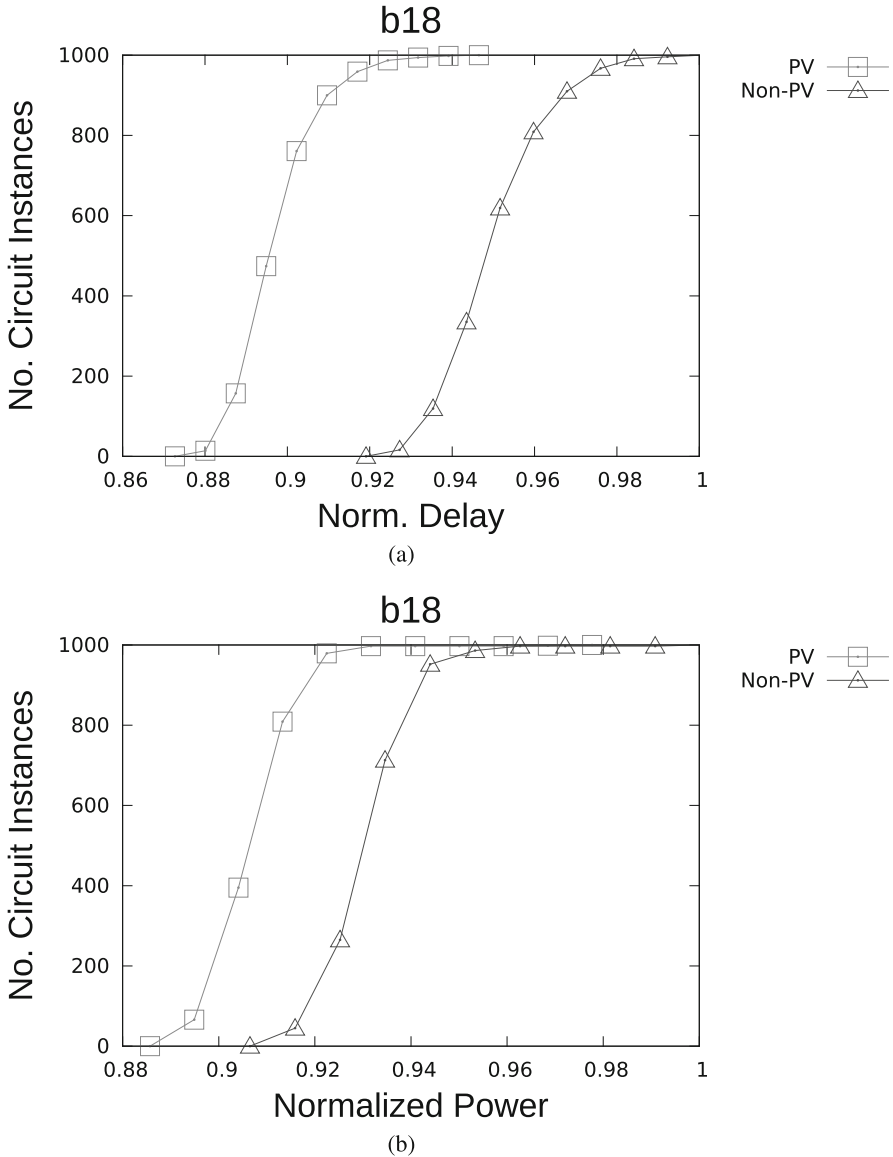 b18
1000
800
600
400
200
0
No. Circuit Instances
0.86 0.88 0.9 0.92 0.94 0.96 0.98 1
Norm. Delay
PV
Non-PV
(a)
b18
1000
800
600
400
200
0
No. Circuit Instances
0.88 0.9 0.92 0.94 0.96 0.98 1
Normalized Power
PV
Non-PV
(b)